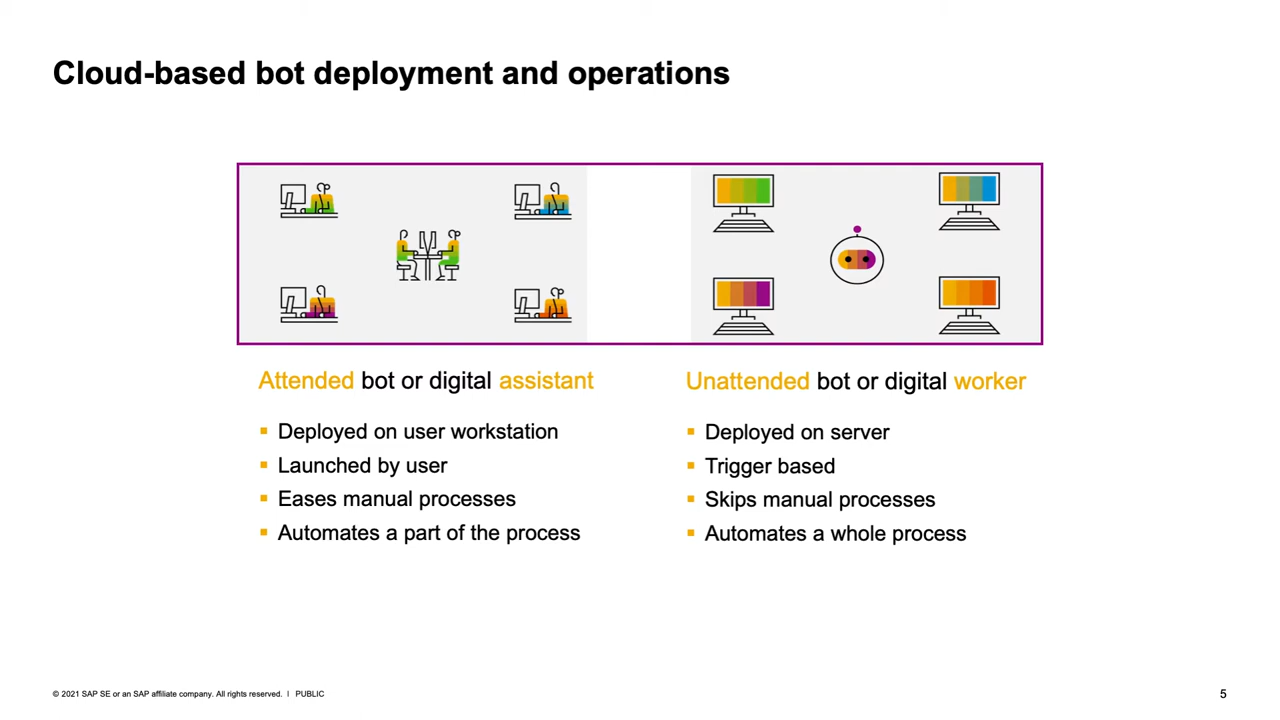 Cloud-based bot deployment and operations
Attended bot or digital assistant
▪ Deployed on user workstation
▪ Launched by user
▪ Eases manual processes
▪ Automates a part of the process
Unattended bot or digital worker
▪ Deployed on server
▪ Trigger based
▪ Skips manual processes
▪ Automates a whole process
© 2021 SAP SE or an SAP affiliate company. All rights reserved. | PUBLIC
5